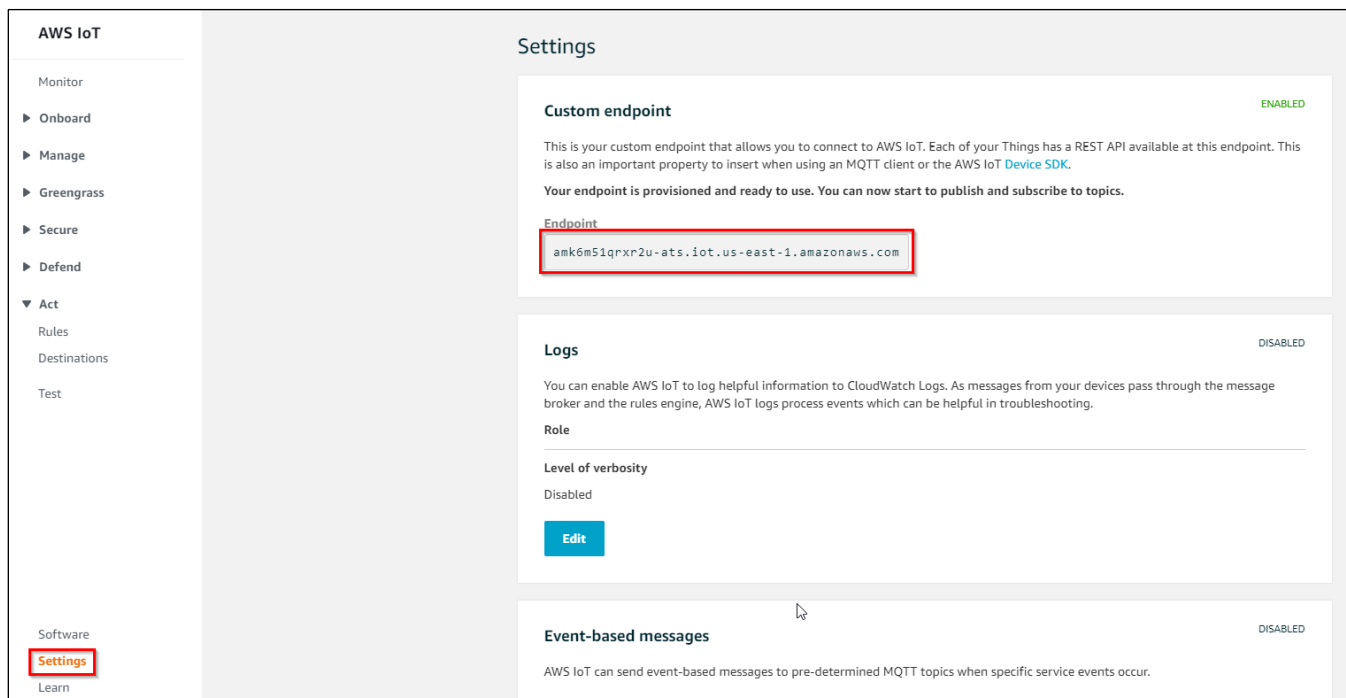 AWS IoT
Monitor
Onboard
Manage
Greengrass
Secure
Defend
Act
Rules
Destinations
Test
Software
Settings
Learn
Settings
Custom endpoint
ENABLED
This is your custom endpoint that allows you to connect to AWS IoT. Each of your Things has a REST API available at this endpoint. This
is also an important property to insert when using an MQTT client or the AWS IoT Device SDK.
Your endpoint is provisioned and ready to use. You can now start to publish and subscribe to topics.
Endpoint
amk6m51qrxr2u-ats.iot.us-east-1.amazonaws.com
Logs
DISABLED
You can enable AWS IoT to log helpful information to CloudWatch Logs. As messages from your devices pass through the message
broker and the rules engine, AWS IoT logs process events which can be helpful in troubleshooting.
Role
Level of verbosity
Disabled
Edit
Event-based messages
DISABLED
AWS IoT can send event-based messages to pre-determined MQTT topics when specific service events occur.